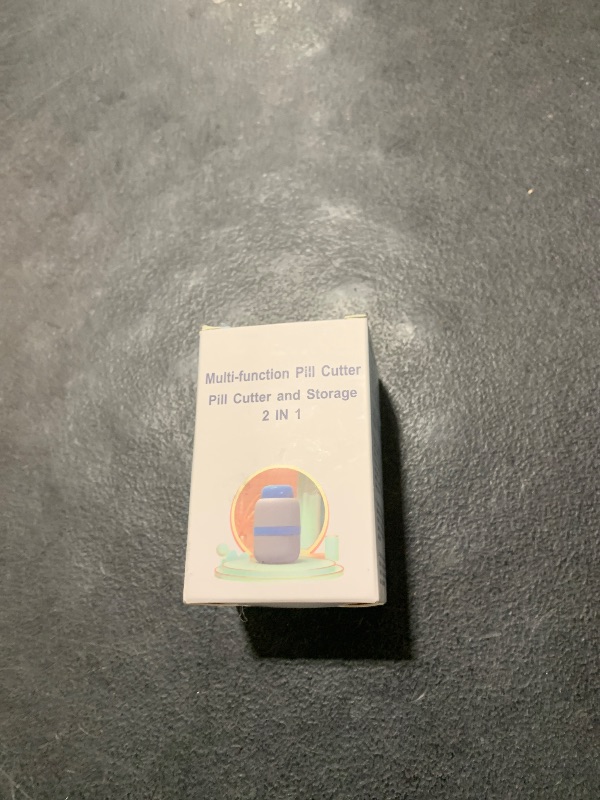 Multi-function Pill Cutter
Pill Cutter and Storage
2 IN 1